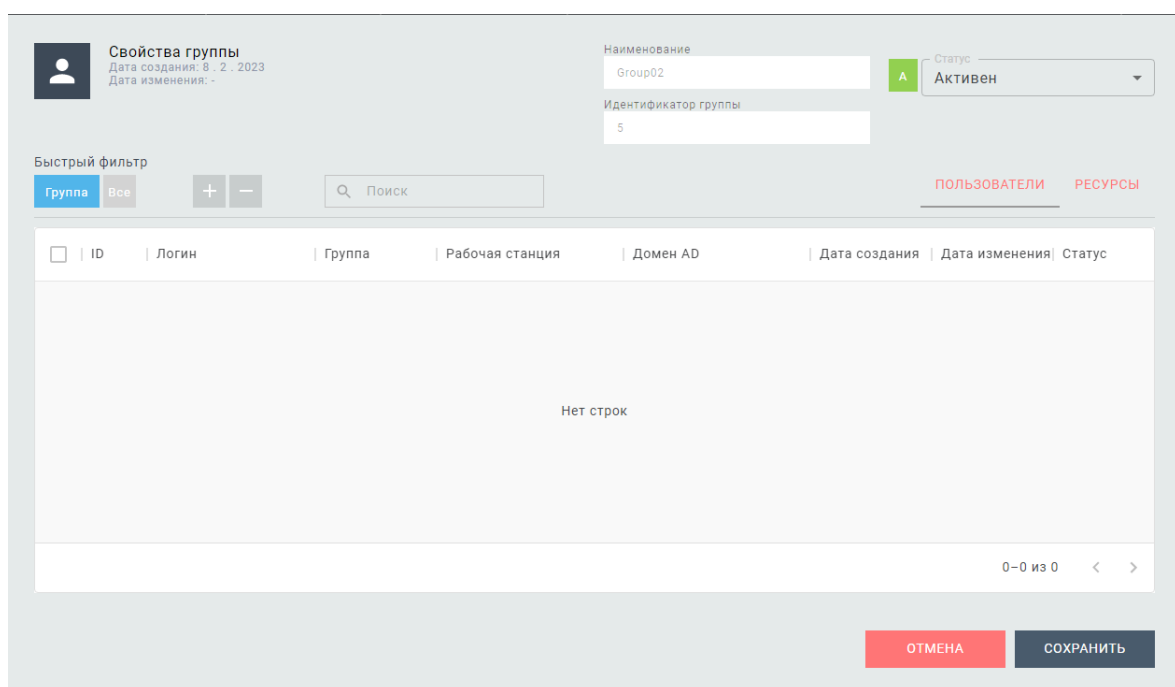 Свойства группы
Дата создания: 8 . 2 . 2023
Дата изменения: -
Наименование
Group02
Идентификатор группы
5
A
Статус
Активен
Быстрый фильтр
Группа Все + − Поиск
ПОЛЬЗОВАТЕЛИ РЕСУРСЫ
ID Логин Группа Рабочая станция Домен AD Дата создания Дата изменения Статус
Нет строк
0–0 из 0 < >
ОТМЕНА СОХРАНИТЬ